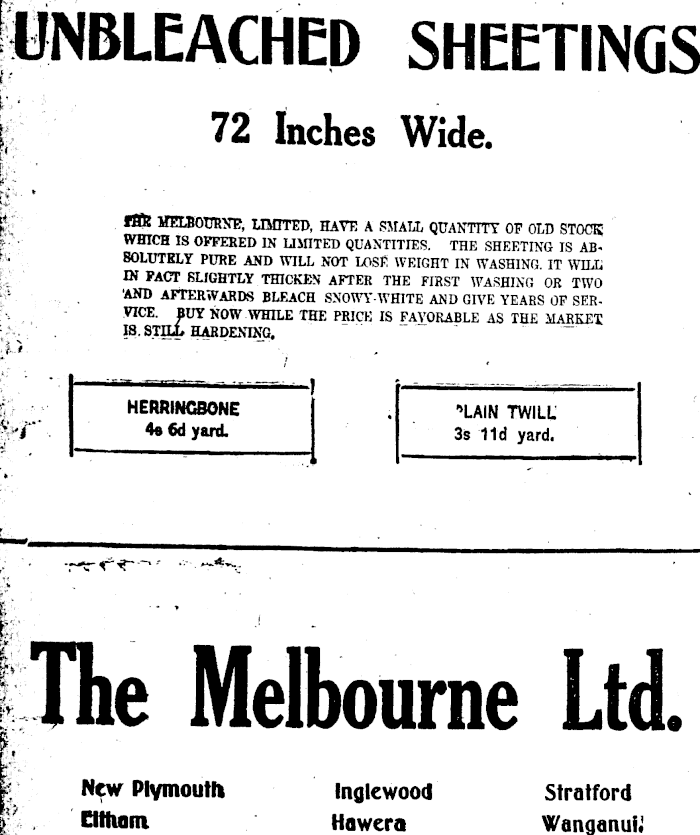 UNBLEACHED SHEETINGS
72 Inches Wide.
THE MELBOURNE, LIMITED, HAVE A SMALL QUANTITY OF OLD STOCK
WHICH IS OFFERED IN LIMITED QUANTITIES. THE SHEETING IS AB-
SOLUTELY PURE AND WILL NOT LOSE WEIGHT IN WASHING. IT WILL
IN FACT SLIGHTLY THICKEN AFTER THE FIRST WASHING OR TWO
AND AFTERWARDS BLEACH SNOWY-WHITE AND GIVE YEARS OF SER-
VICE. BUY NOW WHILE THE PRICE IS FAVORABLE AS THE MARKET
IS STILL HARDENING.
HERRINGBONE
4s 6d yard.
PLAIN TWILL
3s 11d yard.
The Melbourne Ltd.
New Plymouth Inglewood Stratford
Eltham Hawera Wanganui